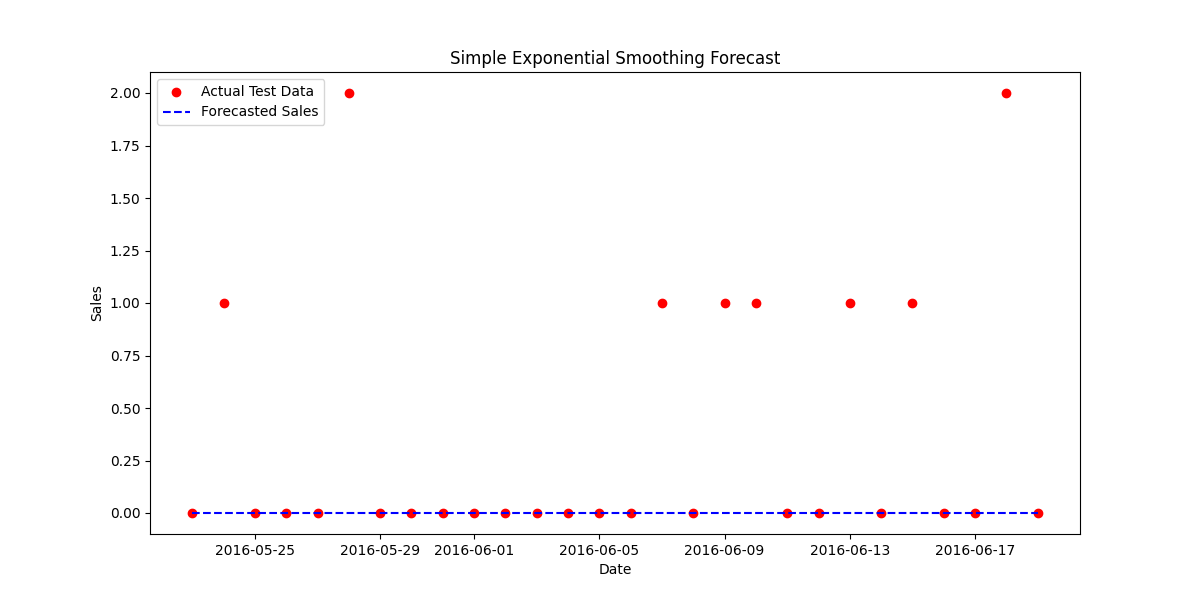 Simple Exponential Smoothing Forecast
Actual Test Data
Forecasted Sales
2.00
1.75
1.50
1.25
1.00
0.75
0.50
0.25
0.00
Sales
2016-05-25 2016-05-29 2016-06-01 2016-06-05 2016-06-09 2016-06-13 2016-06-17
Date